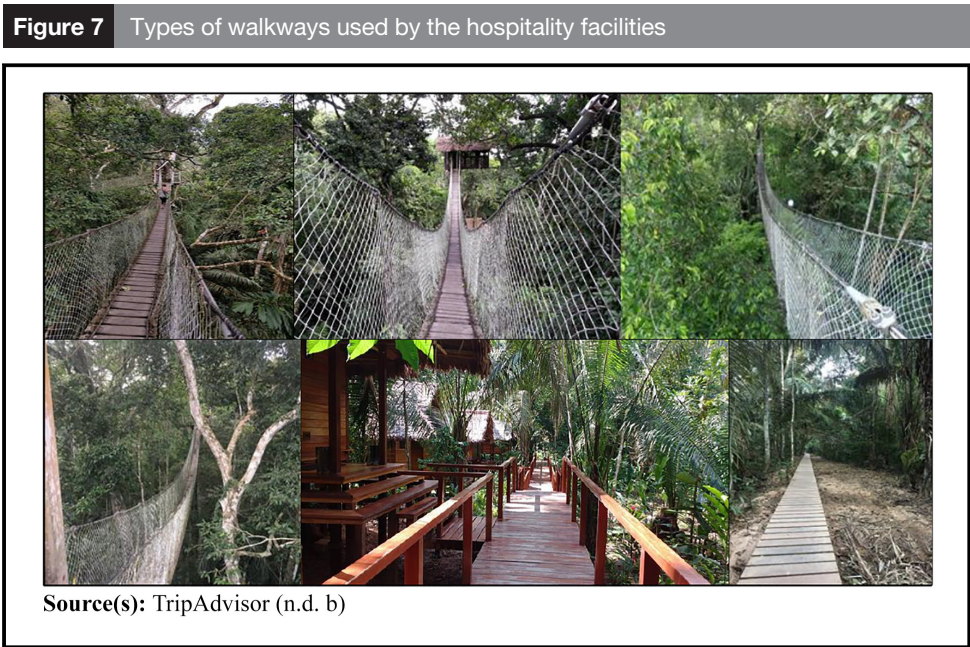 Figure 7 Types of walkways used by the hospitality facilities
Source(s): TripAdvisor (n.d. b)